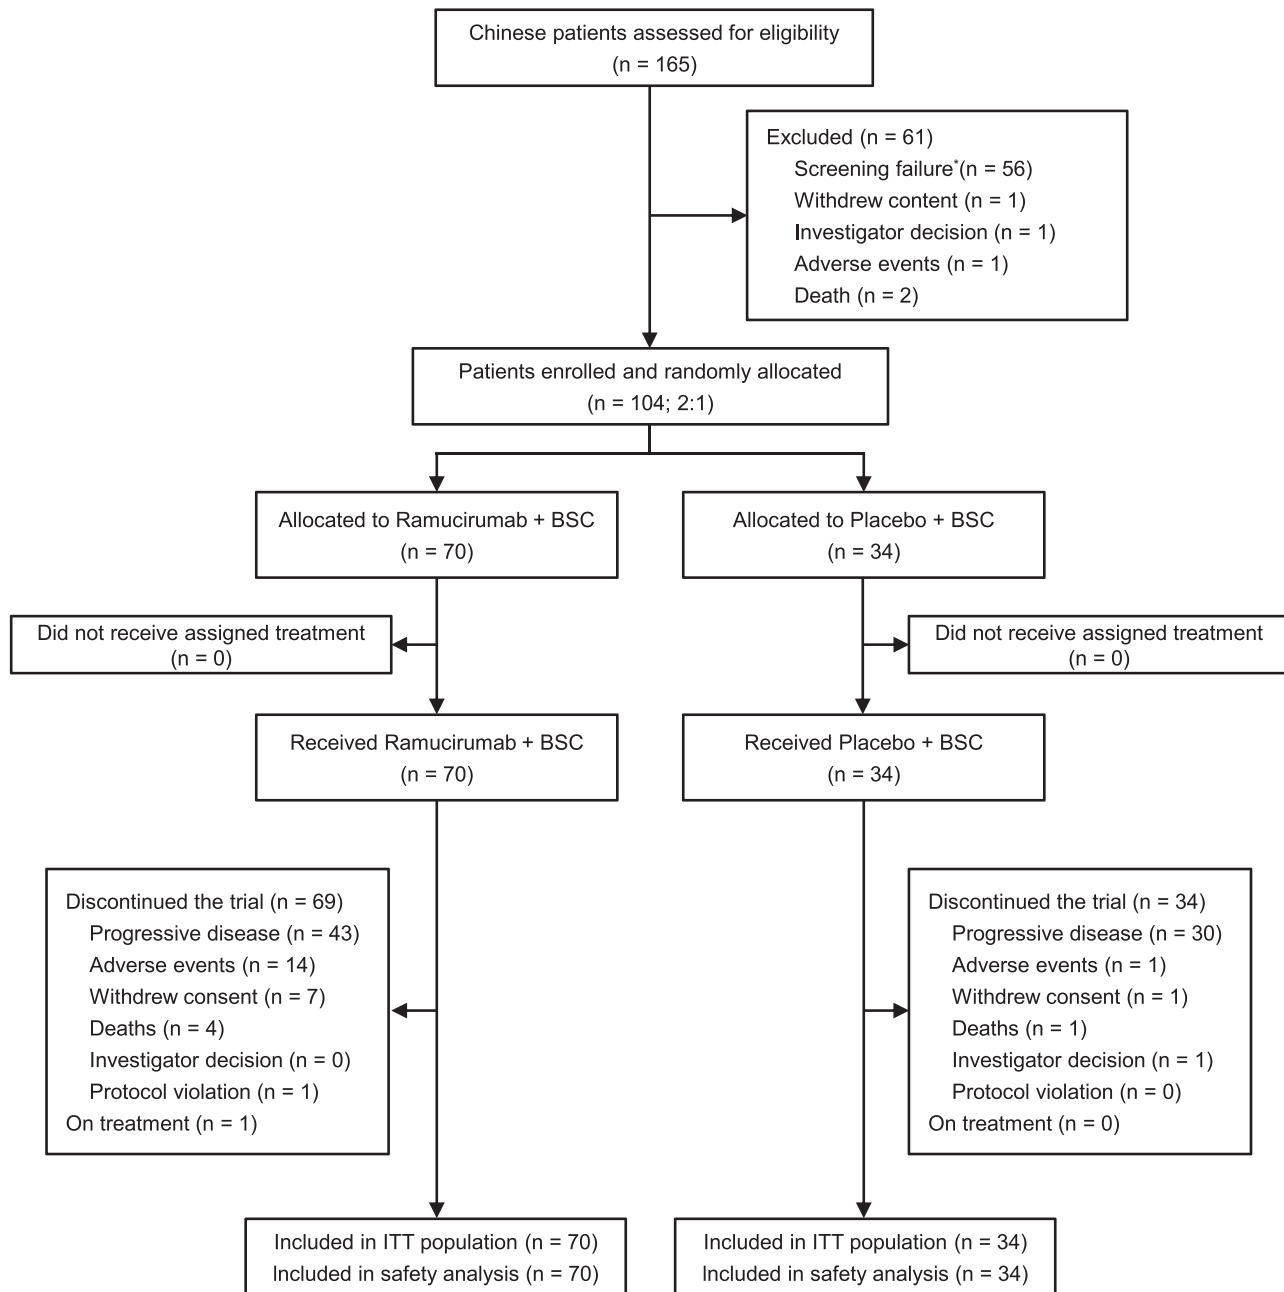 Chinese patients assessed for eligibility
(n = 165)
Excluded (n = 61)
Screening failure*(n = 56)
Withdrew content (n = 1)
Investigator decision (n = 1)
Adverse events (n = 1)
Death (n = 2)
Patients enrolled and randomly allocated
(n = 104; 2:1)
Allocated to Ramucirumab + BSC
(n = 70)
Allocated to Placebo + BSC
(n = 34)
Did not receive assigned treatment
(n = 0)
Did not receive assigned treatment
(n = 0)
Received Ramucirumab + BSC
(n = 70)
Received Placebo + BSC
(n = 34)
Discontinued the trial (n = 69)
Progressive disease (n = 43)
Adverse events (n = 14)
Withdrew consent (n = 7)
Deaths (n = 4)
Investigator decision (n = 0)
Protocol violation (n = 1)
On treatment (n = 1)
Discontinued the trial (n = 34)
Progressive disease (n = 30)
Adverse events (n = 1)
Withdrew consent (n = 1)
Deaths (n = 1)
Investigator decision (n = 1)
Protocol violation (n = 0)
On treatment (n = 0)
Included in ITT population (n = 70)
Included in safety analysis (n = 70)
Included in ITT population (n = 34)
Included in safety analysis (n = 34)